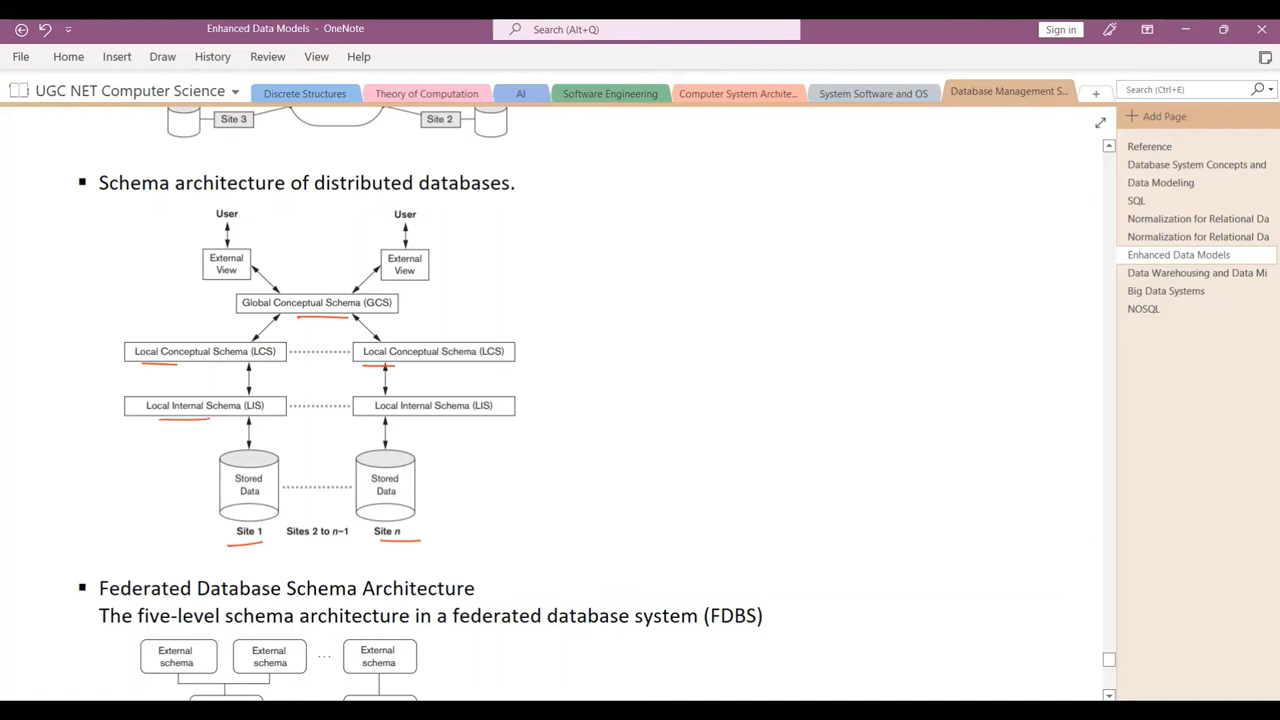 Enhanced Data Models - OneNote
Search (Alt+Q)
Sign in
File Home Insert Draw History Review View Help
UGC NET Computer Science
Discrete Structures Theory of Computation AI Software Engineering Computer System Archite... System Software and OS Database Management S...
Search (Ctrl+E)
Add Page
Reference
Database System Concepts and
Data Modeling
SQL
Normalization for Relational Da
Normalization for Relational Da
Enhanced Data Models
Data Warehousing and Data Mi
Big Data Systems
NOSQL
Site 3 Site 2
▪ Schema architecture of distributed databases.
User User
External View External View
Global Conceptual Schema (GCS)
Local Conceptual Schema (LCS) Local Conceptual Schema (LCS)
Local Internal Schema (LIS) Local Internal Schema (LIS)
Stored Data Stored Data
Site 1 Sites 2 to n–1 Site n
▪ Federated Database Schema Architecture
The five-level schema architecture in a federated database system (FDBS)
External schema External schema ... External schema